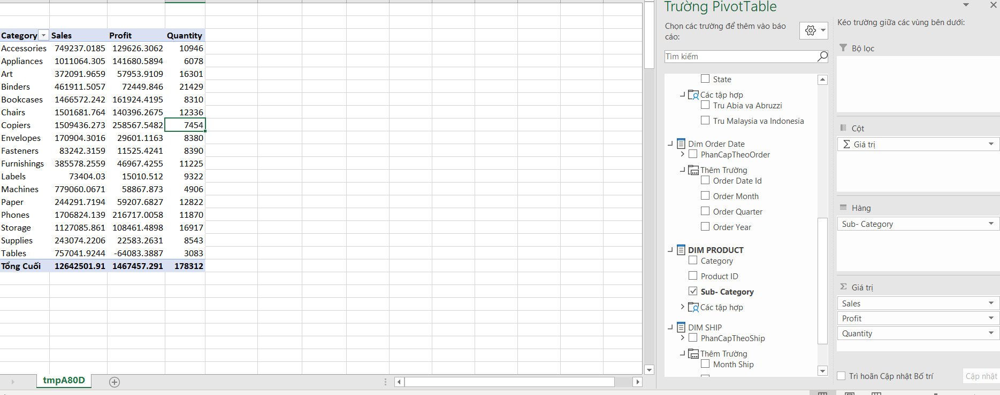 Category Sales Profit Quantity
Accessories 749237.0185 129626.3062 10946
Appliances 1011064.305 141680.5894 6078
Art 372091.9659 57953.9109 16301
Binders 461911.5057 72449.846 21429
Bookcases 1466572.242 161924.4195 8310
Chairs 1501681.764 140396.2675 12336
Copiers 1509436.273 258567.5482 7454
Envelopes 170904.3016 29601.1163 8380
Fasteners 83242.3159 11525.4241 8390
Furnishings 385578.2559 46967.4255 11225
Labels 73404.03 15010.512 9322
Machines 779060.0671 58867.873 4906
Paper 244291.7194 59207.6827 12822
Phones 1706824.139 216717.0058 11870
Storage 1127085.861 108461.4898 16917
Supplies 243074.2206 22583.2631 8543
Tables 757041.9244 -64083.3887 3083
Tổng Cuối 12642501.91 1467457.291 178312
tmpA80D
Trường PivotTable
Chọn các trường để thêm vào báo
cáo:
Tìm kiếm
State
Các tập hợp
Tru Abia va Abruzzi
Tru Malaysia va Indonesia
Dim Order Date
PhanCapTheoOrder
Thêm Trường
Order Date Id
Order Month
Order Quarter
Order Year
DIM PRODUCT
Category
Product ID
Sub- Category
Các tập hợp
DIM SHIP
PhanCapTheoShip
Thêm Trường
Month Ship
Kéo trường giữa các vùng bên dưới:
Bộ lọc
Cột
Σ Giá trị
Hàng
Sub- Category
Σ Giá trị
Sales
Profit
Quantity
Trì hoãn Cập nhật Bố trí
Cập nhật